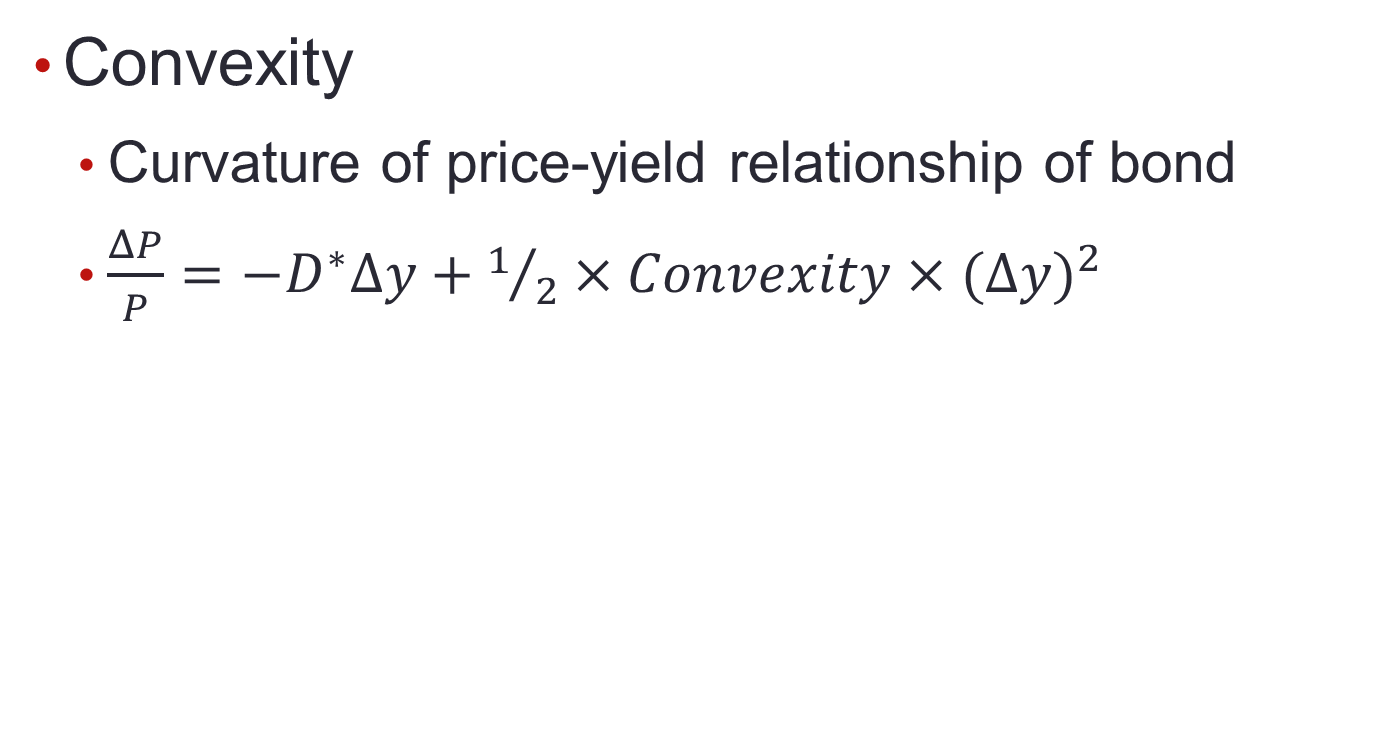 • Convexity
• Curvature of price-yield relationship of bond
• ΔP/P = −D*Δy + 1/2 × Convexity × (Δy)²